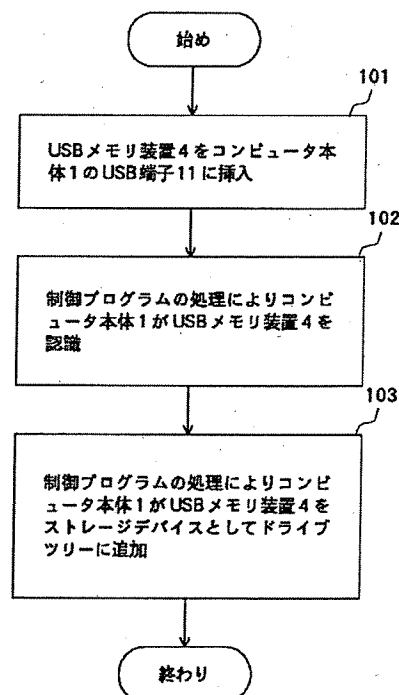 始め
101
USBメモリ装置4をコンピュータ本
体1のUSB端子11に挿入
102
制御プログラムの処理によりコンピ
ュータ本体1がUSBメモリ装置4を
認識
103
制御プログラムの処理によりコンピ
ュータ本体1がUSBメモリ装置4を
ストレージデバイスとしてドライブ
ツリーに追加
終わり